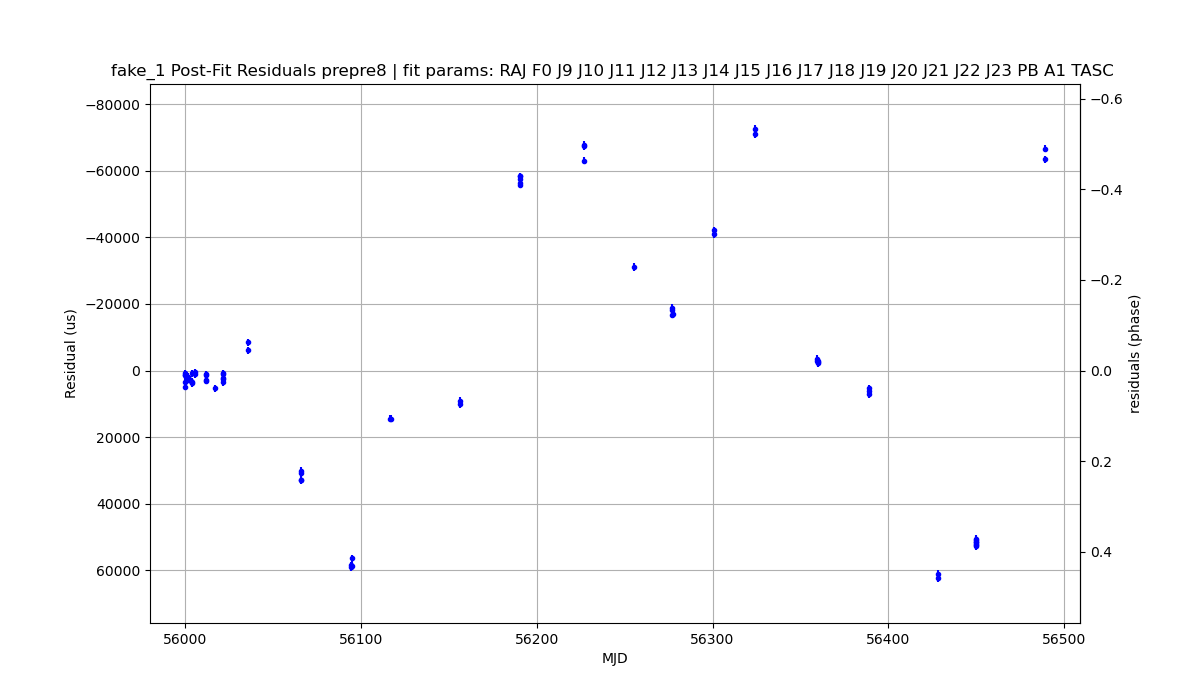 fake_1 Post-Fit Residuals prepre8 | fit params: RAJ F0 J9 J10 J11 J12 J13 J14 J15 J16 J17 J18 J19 J20 J21 J22 J23 PB A1 TASC
−80000
−60000
−40000
−20000
0
20000
40000
60000
Residual (us)
−0.6
−0.4
−0.2
0.0
0.2
0.4
residuals (phase)
56000 56100 56200 56300 56400 56500
MJD